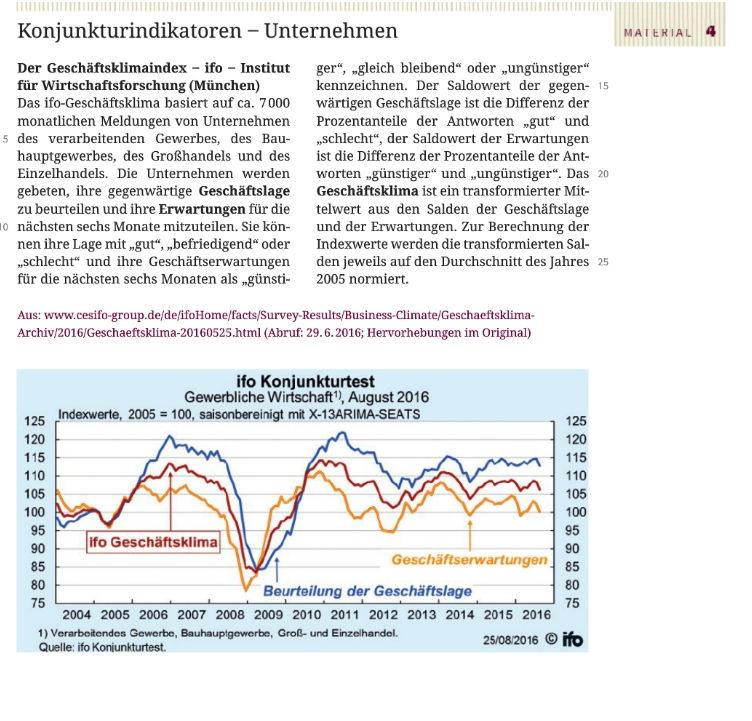 Konjunkturindikatoren – Unternehmen
MATERIAL 4
Der Geschäftsklimaindex – ifo – Institut
für Wirtschaftsforschung (München)
Das ifo-Geschäftsklima basiert auf ca. 7000
monatlichen Meldungen von Unternehmen
5 des verarbeitenden Gewerbes, des Bau-
hauptgewerbes, des Großhandels und des
Einzelhandels. Die Unternehmen werden
gebeten, ihre gegenwärtige Geschäftslage
zu beurteilen und ihre Erwartungen für die
10 nächsten sechs Monate mitzuteilen. Sie kön-
nen ihre Lage mit „gut“, „befriedigend“ oder
„schlecht“ und ihre Geschäftserwartungen
für die nächsten sechs Monaten als „günsti-
ger“, „gleich bleibend“ oder „ungünstiger“
kennzeichnen. Der Saldowert der gegen- 15
wärtigen Geschäftslage ist die Differenz der
Prozentanteile der Antworten „gut“ und
„schlecht“, der Saldowert der Erwartungen
ist die Differenz der Prozentanteile der Ant-
worten „günstiger“ und „ungünstiger“. Das 20
Geschäftsklima ist ein transformierter Mit-
telwert aus den Salden der Geschäftslage
und der Erwartungen. Zur Berechnung der
Indexwerte werden die transformierten Sal-
den jeweils auf den Durchschnitt des Jahres 25
2005 normiert.
Aus: www.cesifo-group.de/de/ifoHome/facts/Survey-Results/Business-Climate/Geschaeftsklima-
Archiv/2016/Geschaeftsklima-20160525.html (Abruf: 29.6.2016; Hervorhebungen im Original)
ifo Konjunkturtest
Gewerbliche Wirtschaft1), August 2016
Indexwerte, 2005 = 100, saisonbereinigt mit X-13ARIMA-SEATS
125 125
120 120
115 115
110 110
105 105
100 100
95 95
90 90
85 85
80 80
75 75
ifo Geschäftsklima
Geschäftserwartungen
Beurteilung der Geschäftslage
2004 2005 2006 2007 2008 2009 2010 2011 2012 2013 2014 2015 2016
1) Verarbeitendes Gewerbe, Bauhauptgewerbe, Groß- und Einzelhandel.
Quelle: ifo Konjunkturtest.
25/08/2016 © ifo